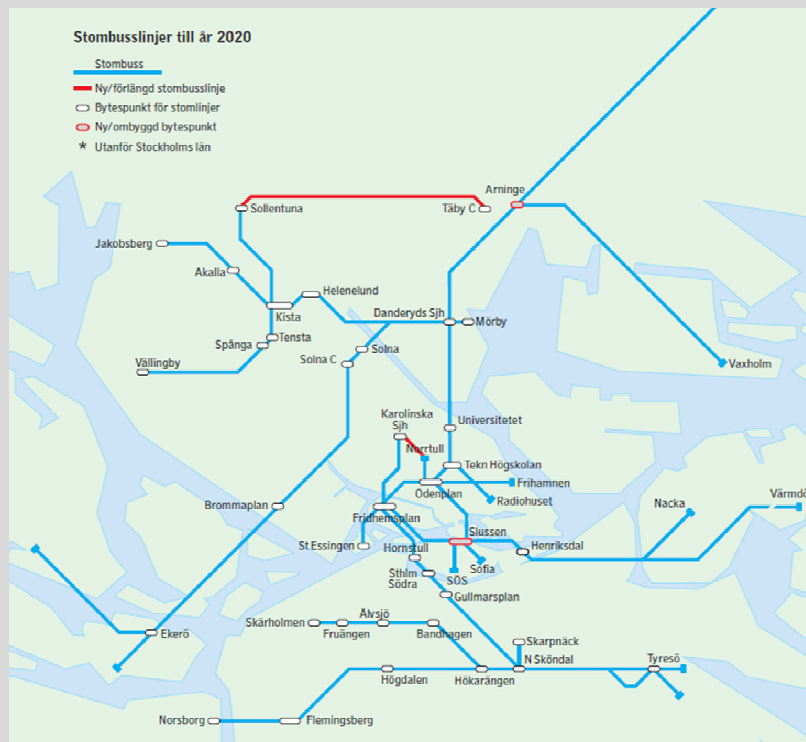 Stombusslinjer till år 2020
Stombuss
Ny/förlängd stombusslinje
Bytespunkt för stomlinjer
Ny/ombyggd bytespunkt
* Utanför Stockholms län
Arninge
Sollentuna
Täby C
Jakobsberg
Akalla
Helenelund
Kista
Danderyds Sjh
Mörby
Tensta
Spånga
Solna
Solna C
Vällingby
Vaxholm
Karolinska
Sjh
Universitetet
Norrtull
Tekn Högskolan
Odenplan
Frihamnen
Radiohuset
Brommaplan
Fridhemsplan
Nacka
Värmdö
Slussen
St Essingen
Hornstull
Henriksdal
Sofia
SÖS
Sthlm
Södra
Gullmarsplan
Skärholmen
Älvsjö
Fruängen
Bandhagen
Ekerö
Skarpnäck
N Sköndal
Tyresö
Högdalen
Hökarängen
Norsborg
Flemingsberg